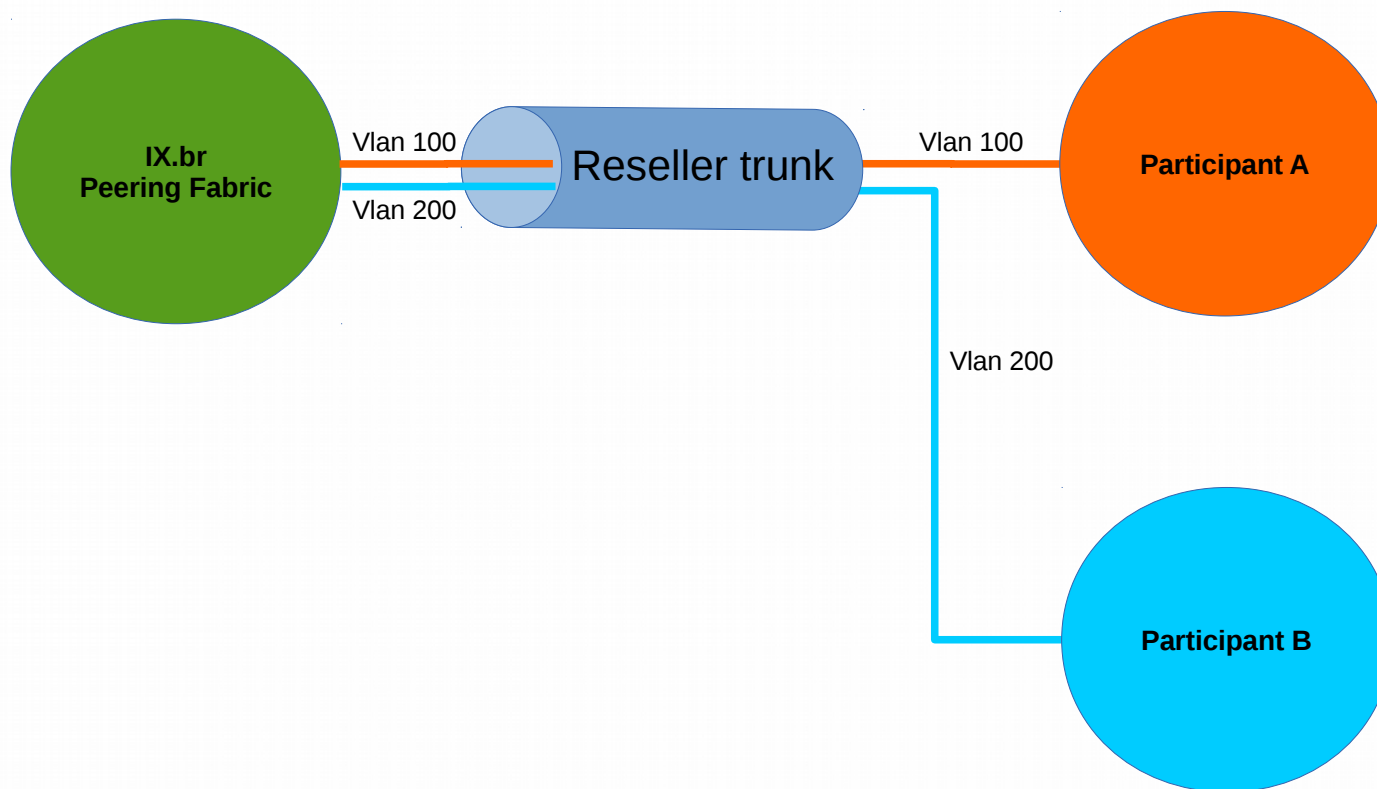 IX.br
Peering Fabric
Vlan 100
Vlan 200
Reseller trunk
Vlan 100
Participant A
Vlan 200
Participant B